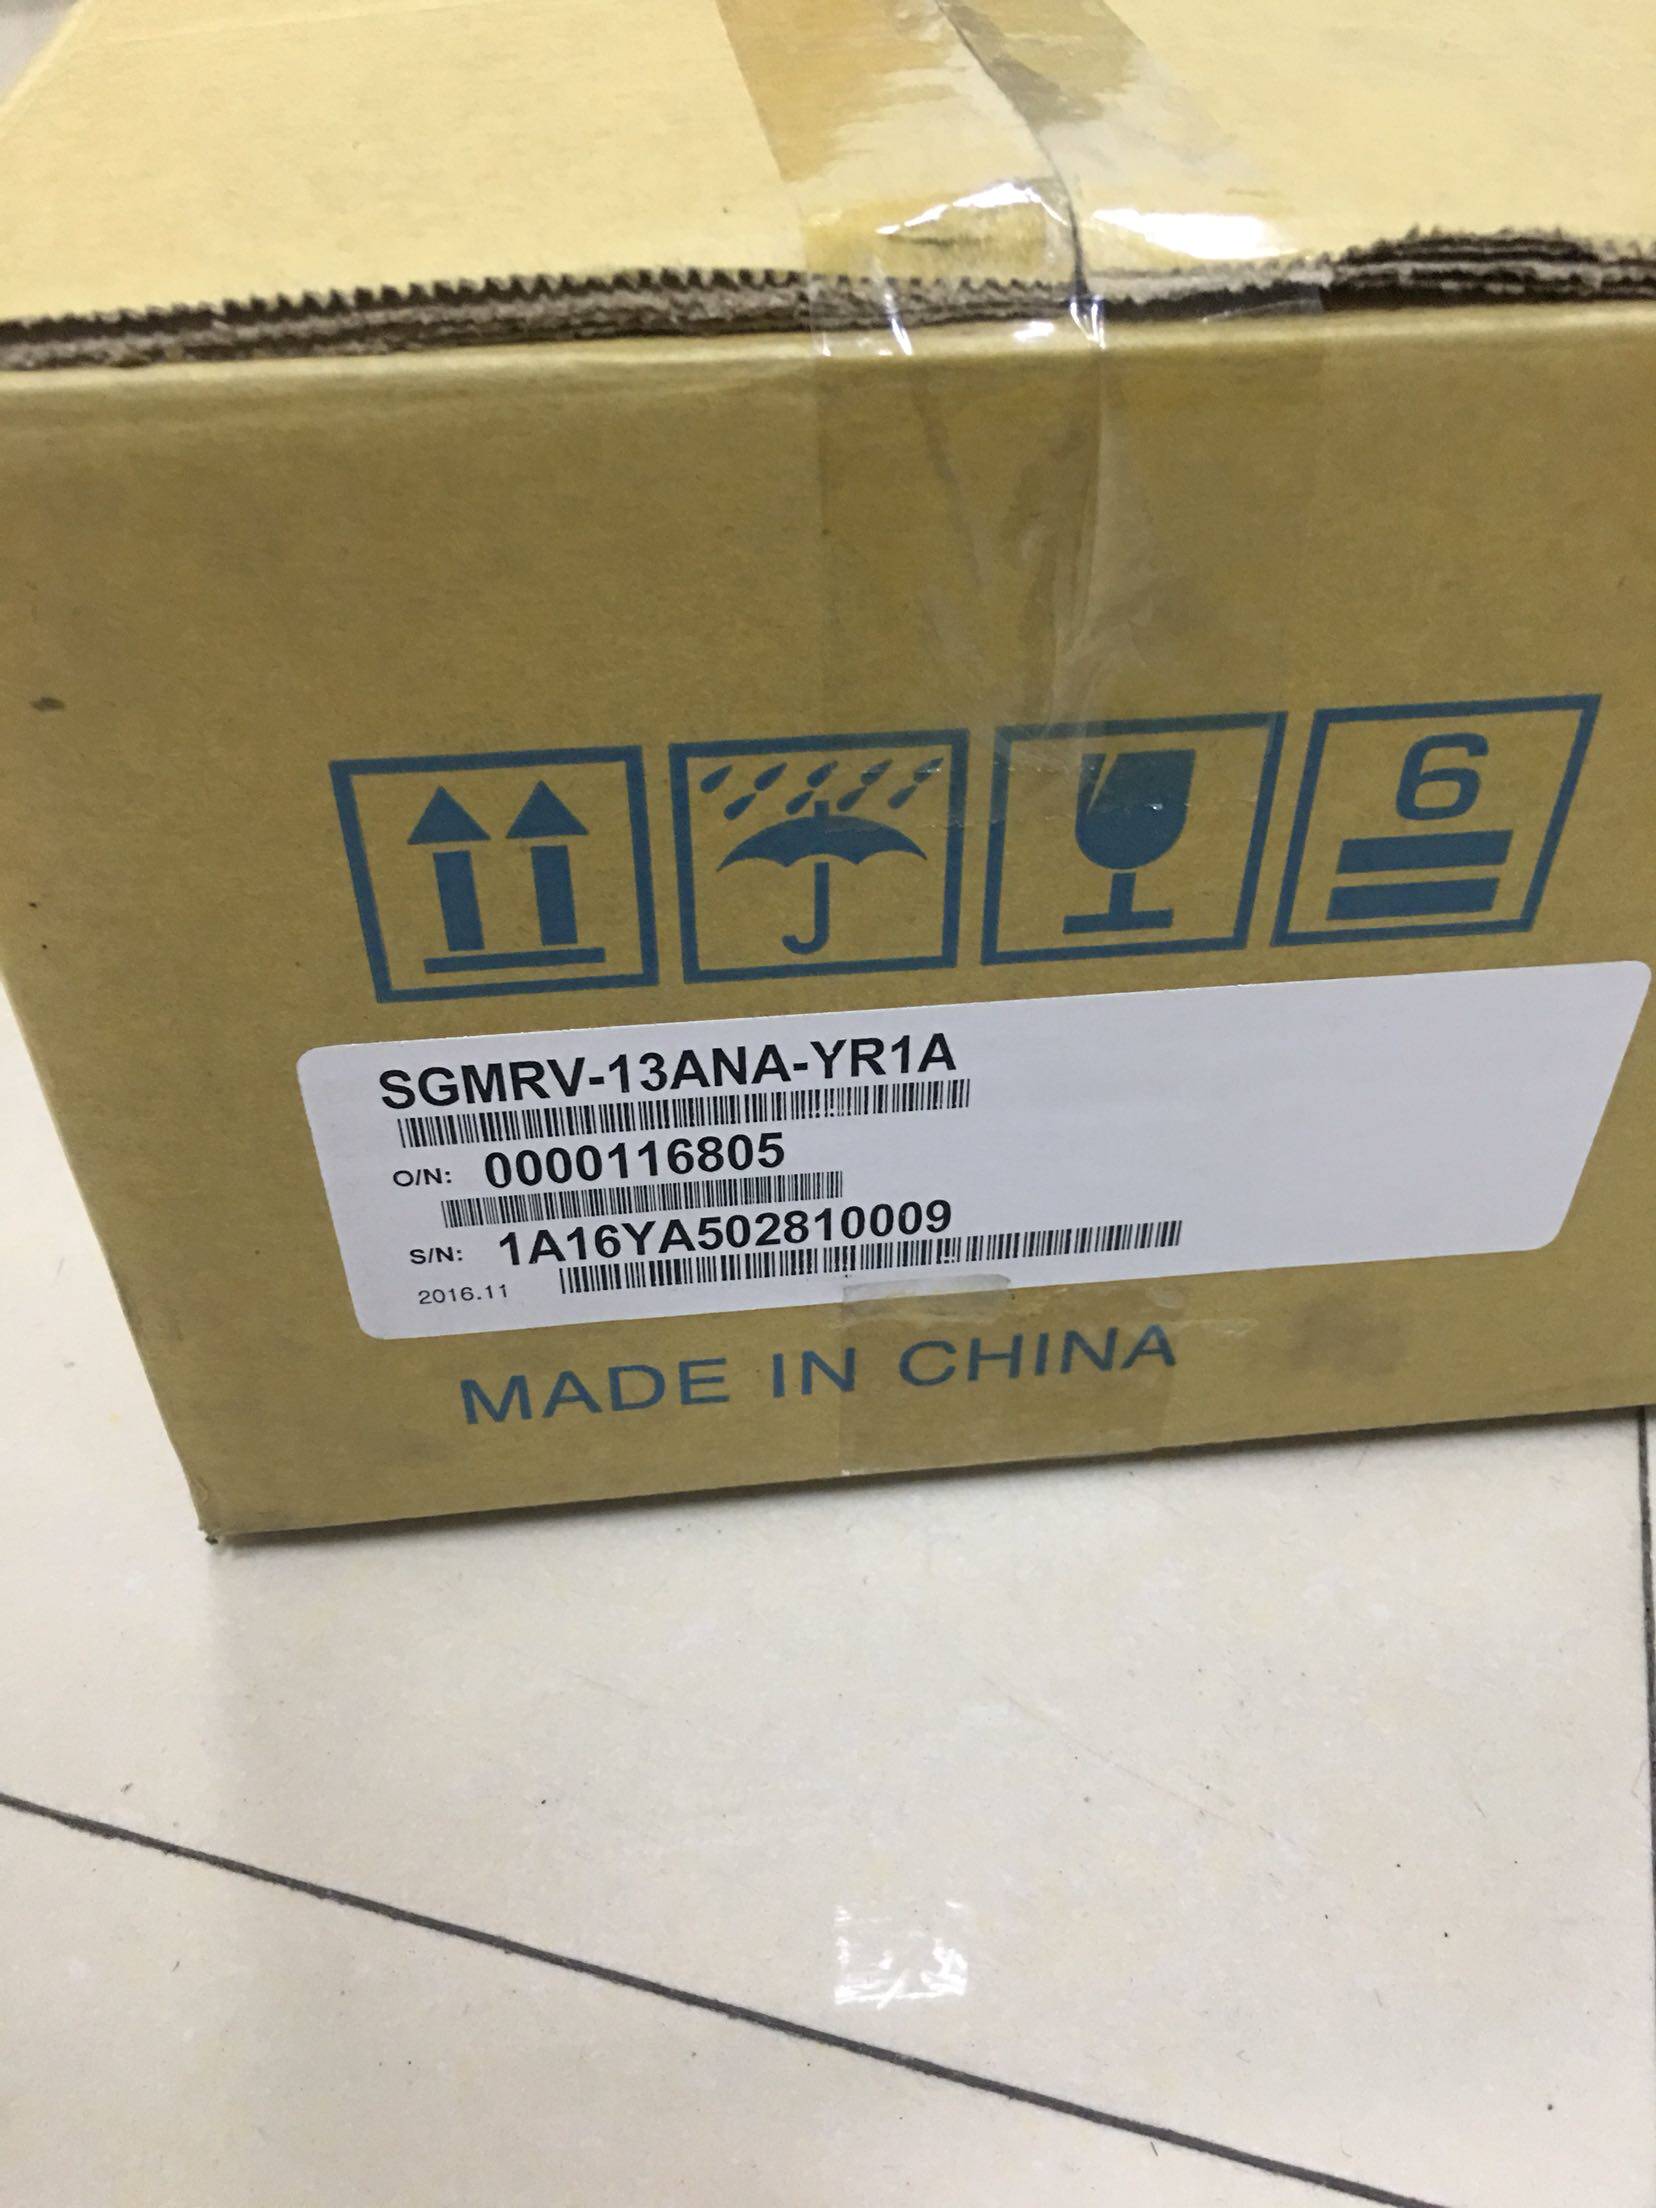 6
SGMRV-13ANA-YR1A
O/N: 0000116805
S/N: 1A16YA502810009
2016.11
MADE IN CHINA